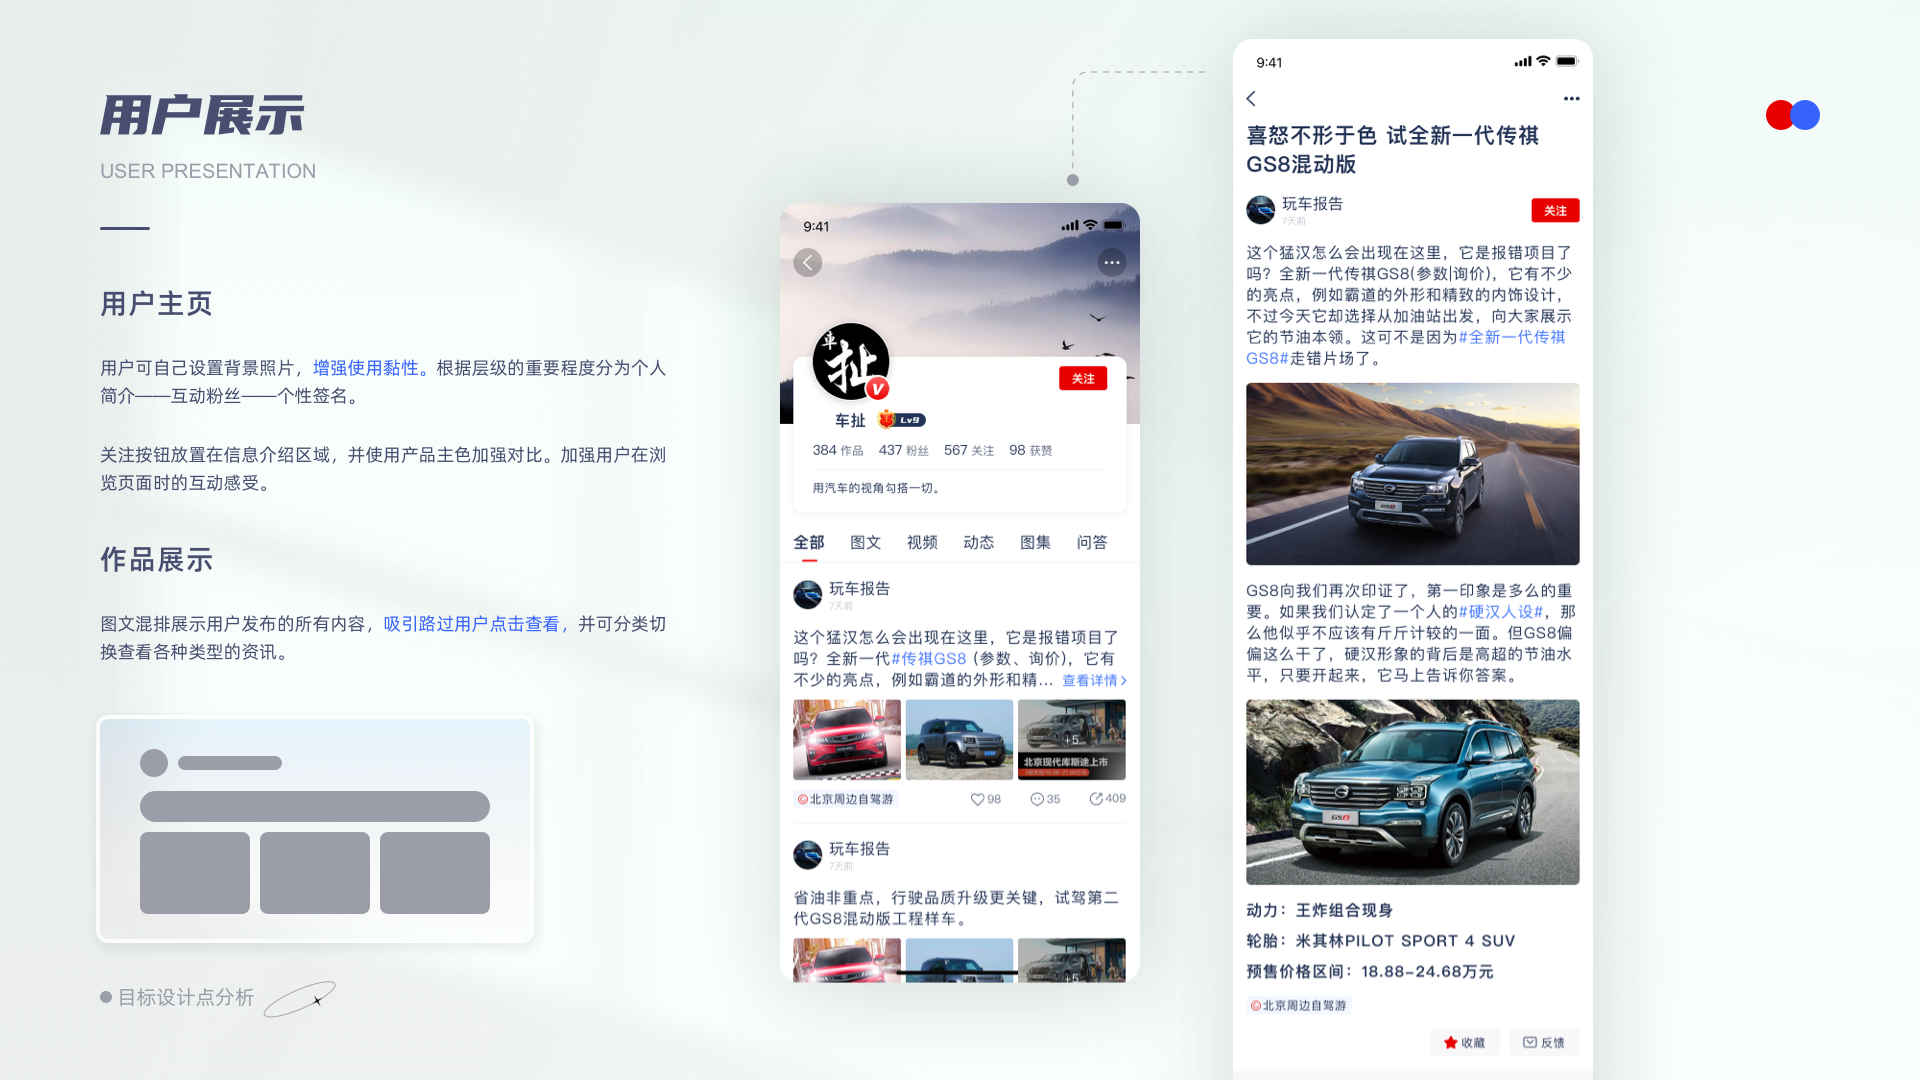 用户展示
USER PRESENTATION
用户主页
用户可自己设置背景照片，增强使用黏性。根据层级的重要程度分为个人
简介——互动粉丝——个性签名。
关注按钮放置在信息介绍区域，并使用产品主色加强对比。加强用户在浏
览页面时的互动感受。
作品展示
图文混排展示用户发布的所有内容，吸引路过用户点击查看，并可分类切
换查看各种类型的资讯。
目标设计点分析
9:41
車
扯
V
关注
车扯 Lv9
384 作品 437 粉丝 567 关注 98 获赞
用汽车的视角勾搭一切。
全部 图文 视频 动态 图集 问答
玩车报告
7天前
这个猛汉怎么会出现在这里，它是报错项目了
吗？全新一代#传祺GS8（参数、询价)，它有
不少的亮点，例如霸道的外形和精... 查看详情
+5
北京现代库斯途上市
北京周边自驾游 98 35 409
玩车报告
7天前
省油非重点，行驶品质升级更关键，试驾第二
代GS8混动版工程样车。
+5
9:41
喜怒不形于色 试全新一代传祺
GS8混动版
玩车报告
7天前
关注
这个猛汉怎么会出现在这里，它是报错项目了
吗？全新一代传祺GS8(参数|询价)，它有不少
的亮点，例如霸道的外形和精致的内饰设计，
不过今天它却选择从加油站出发，向大家展示
它的节油本领。这可不是因为#全新一代传祺
GS8#走错片场了。
GS8
GS8向我们再次印证了，第一印象是多么的重
要。如果我们认定了一个人的#硬汉人设#，那
么他似乎不应该有斤斤计较的一面。但GS8偏
偏这么干了，硬汉形象的背后是高超的节油水
平，只要开起来，它马上告诉你答案。
GS8
动力：王炸组合现身
轮胎：米其林PILOT SPORT 4 SUV
预售价格区间：18.88-24.68万元
北京周边自驾游
收藏 反馈